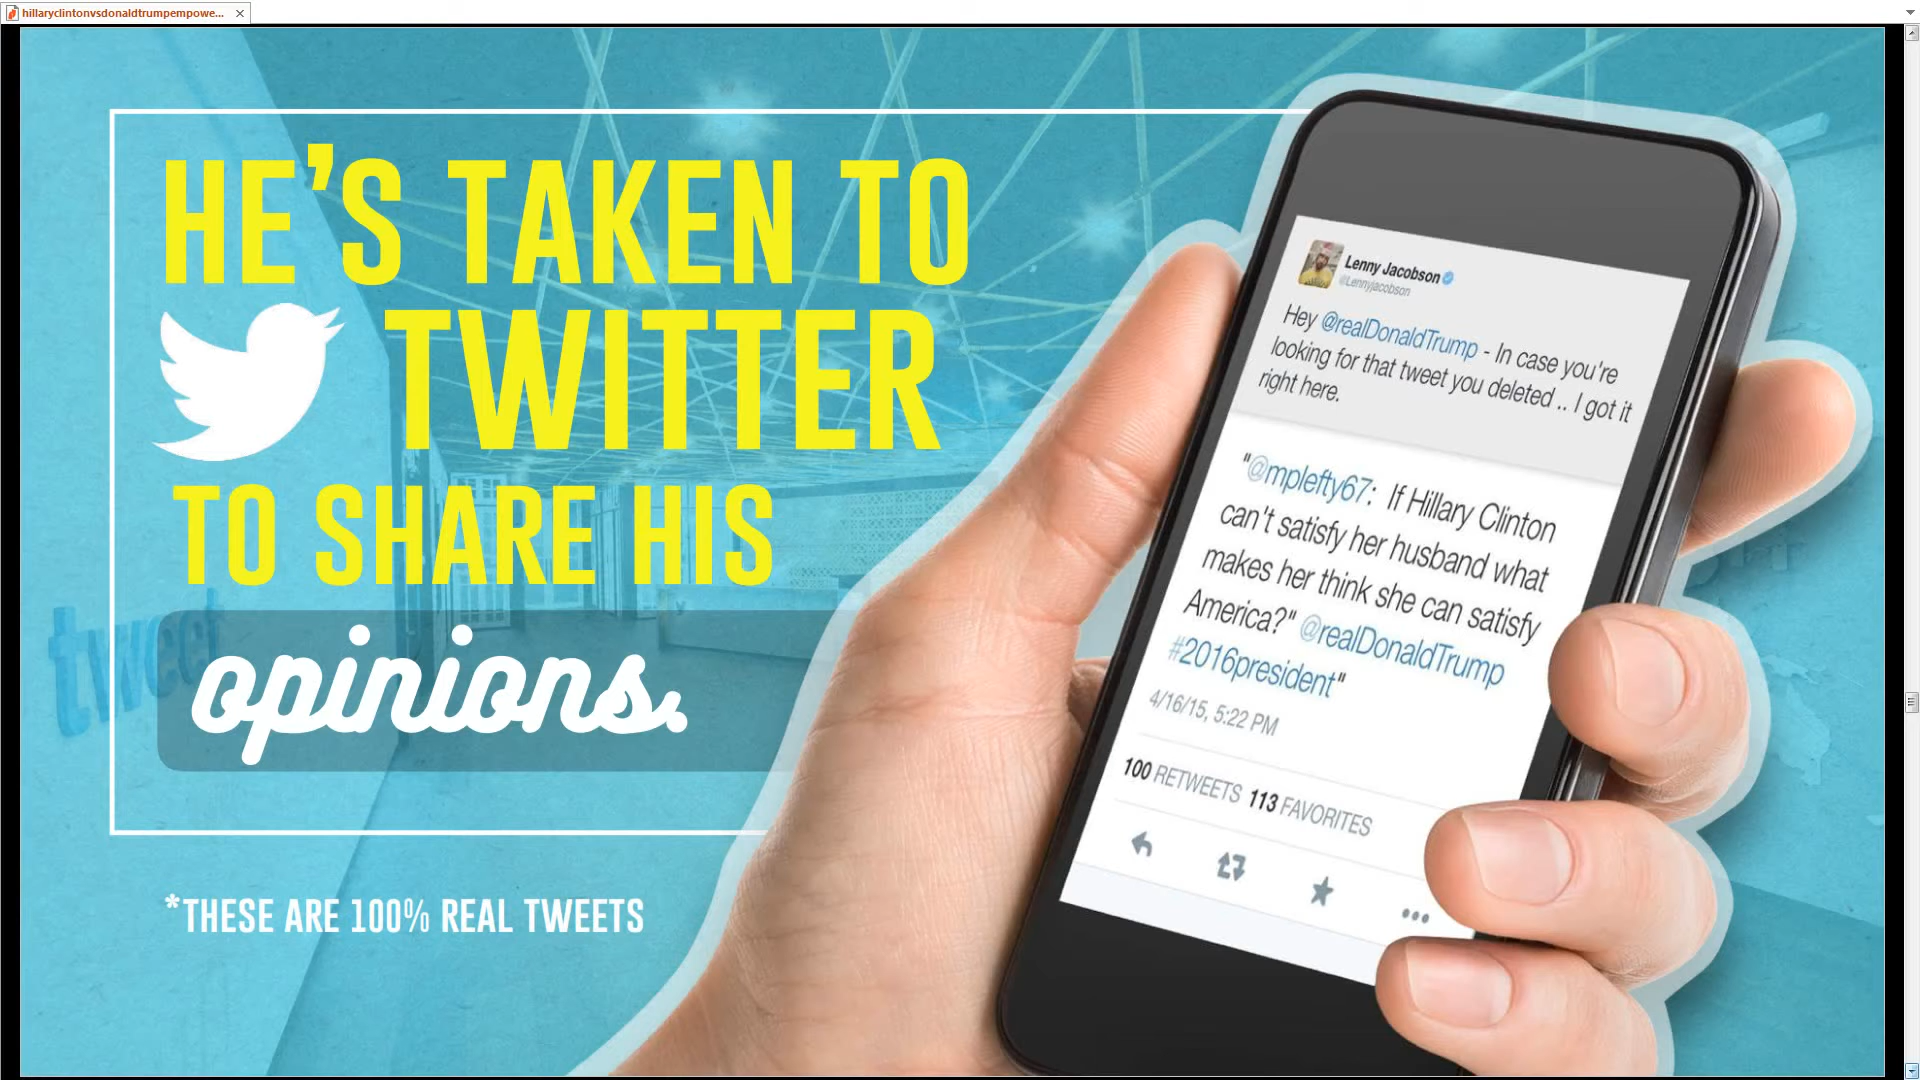 hillaryclintonvsdonaldtrumpempowe...
HE'S TAKEN TO
TWITTER
TO SHARE HIS
opinions.
*THESE ARE 100% REAL TWEETS
tweet
Lenny Jacobson
@Lennyjacobson
Hey @realDonaldTrump - In case you're
looking for that tweet you deleted .. I got it
right here.
"@mplefty67: If Hillary Clinton
can't satisfy her husband what
makes her think she can satisfy
America?" @realDonaldTrump
#2016president"
4/16/15, 5:22 PM
100 RETWEETS 113 FAVORITES